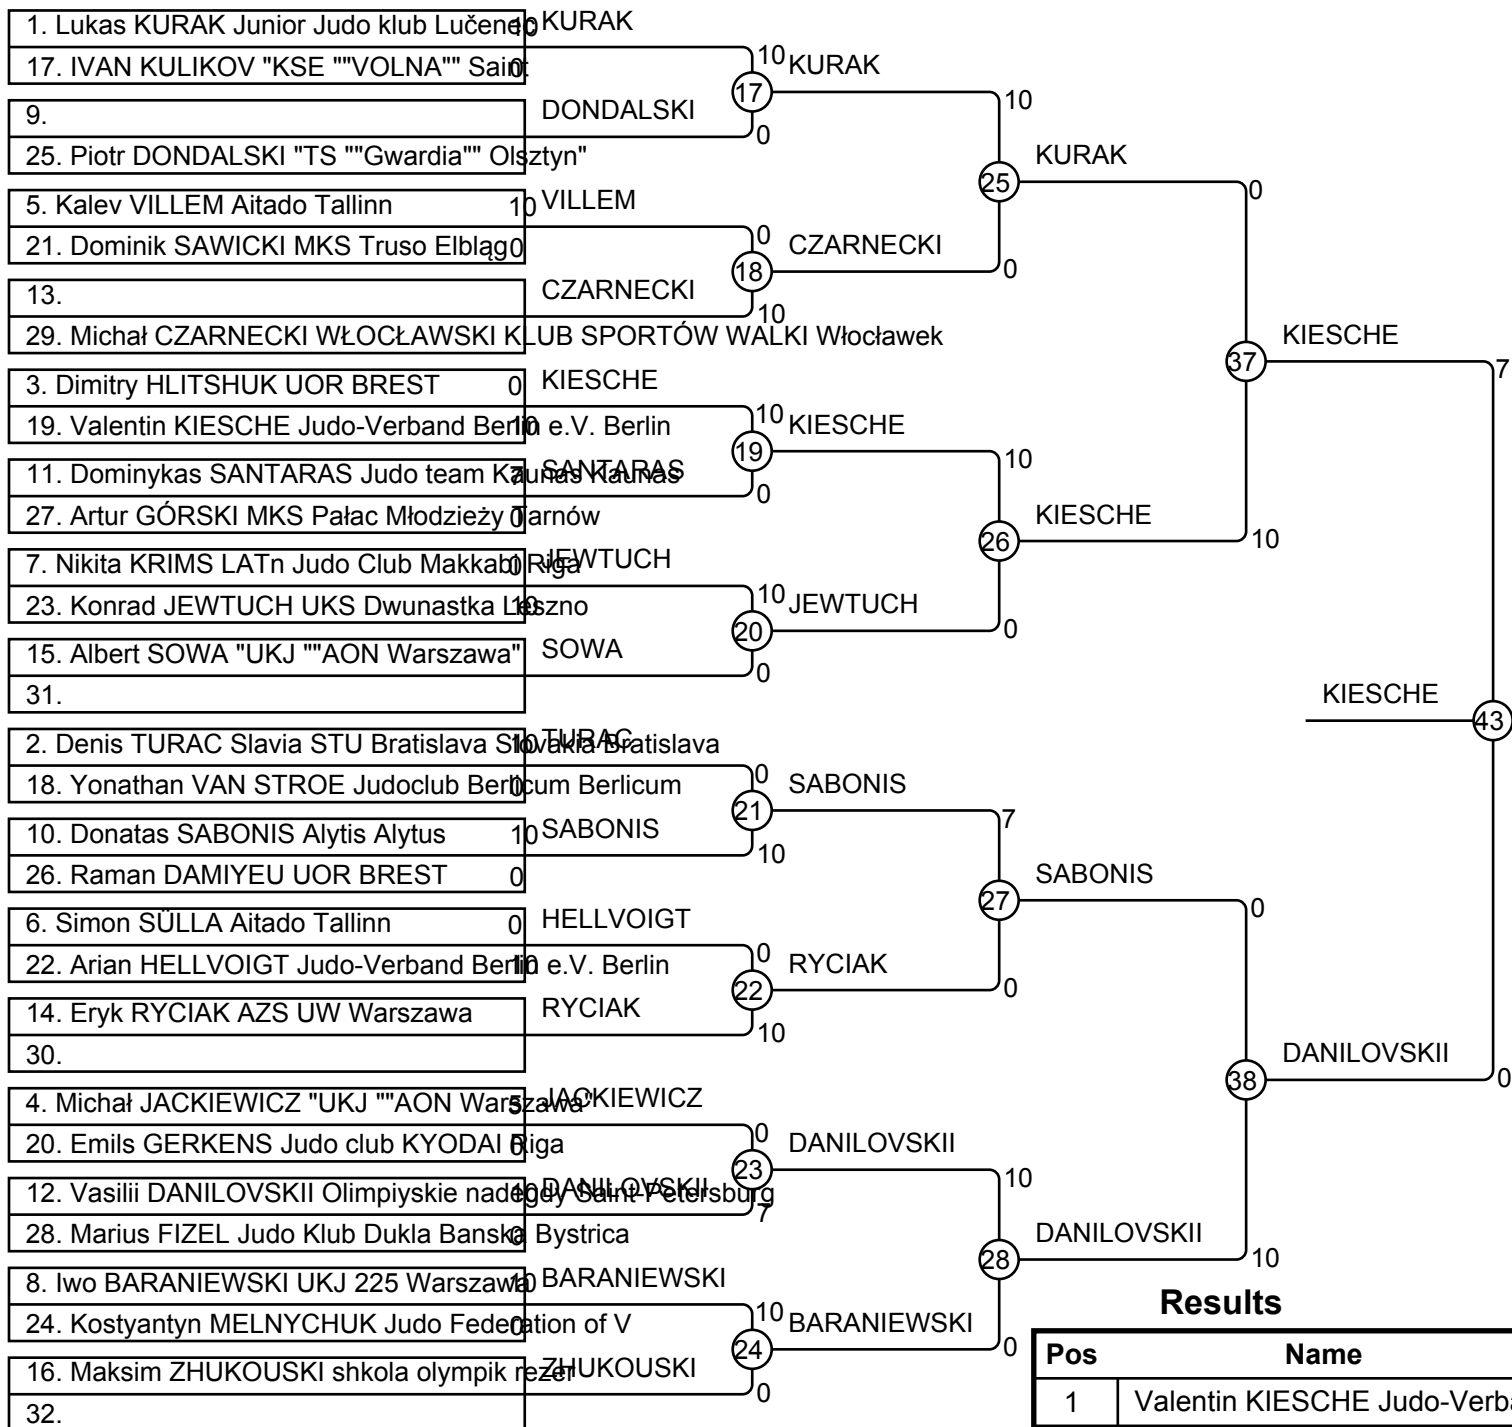 1. Lukas KURAK Junior Judo klub Lučenec 10 KURAK
17. IVAN KULIKOV "KSE ""VOLNA"" Saint 0
10 KURAK
17
9.
DONDALSKI
0
25. Piotr DONDALSKI "TS ""Gwardia"" Olsztyn"
10
KURAK
25
5. Kalev VILLEM Aitado Tallinn 10 VILLEM
0
21. Dominik SAWICKI MKS Truso Elbląg 0
0
CZARNECKI
18
0
13.
CZARNECKI
10
29. Michał CZARNECKI WŁOCŁAWSKI KLUB SPORTÓW WALKI Włocławek
KIESCHE
37
7
3. Dimitry HLITSHUK UOR BREST 0 KIESCHE
19. Valentin KIESCHE Judo-Verband Berlin e.V. Berlin 10
10 KIESCHE
19
10
11. Dominykas SANTARAS Judo team Kaunas Kaunas 7 SANTARAS
0
27. Artur GÓRSKI MKS Pałac Młodzieży Tarnów 0
KIESCHE
26
10
7. Nikita KRIMS LATn Judo Club Makkabi Riga 0 JEWTUCH
23. Konrad JEWTUCH UKS Dwunastka Leszno 10
10 JEWTUCH
20
0
15. Albert SOWA "UKJ ""AON Warszawa" SOWA
0
31.
KIESCHE
43
2. Denis TURAC Slavia STU Bratislava Slovakia Bratislava 10 TURAC
18. Yonathan VAN STROE Judoclub Berlicum Berlicum 0
0
SABONIS
21
7
10. Donatas SABONIS Alytis Alytus 10 SABONIS
10
26. Raman DAMIYEU UOR BREST 0
SABONIS
27
0
6. Simon SÜLLA Aitado Tallinn 0 HELLVOIGT
22. Arian HELLVOIGT Judo-Verband Berlin e.V. Berlin 10
0
RYCIAK
22
0
14. Eryk RYCIAK AZS UW Warszawa RYCIAK
10
30.
DANILOVSKII
38
0
4. Michał JACKIEWICZ "UKJ ""AON Warszawa" 5 JACKIEWICZ
20. Emils GERKENS Judo club KYODAI Riga 0
0
DANILOVSKII
23
10
12. Vasilii DANILOVSKII Olimpiyskie nadegdy Saint-Petersburg 10 DANILOVSKII
7
28. Marius FIZEL Judo Klub Dukla Banska Bystrica 0
DANILOVSKII
28
10
8. Iwo BARANIEWSKI UKJ 225 Warszawa 10 BARANIEWSKI
24. Kostyantyn MELNYCHUK Judo Federation of V 0
10 BARANIEWSKI
24
0
16. Maksim ZHUKOUSKI shkola olympik rezer ZHUKOUSKI
0
32.
Results
Pos Name
1 Valentin KIESCHE Judo-Verba